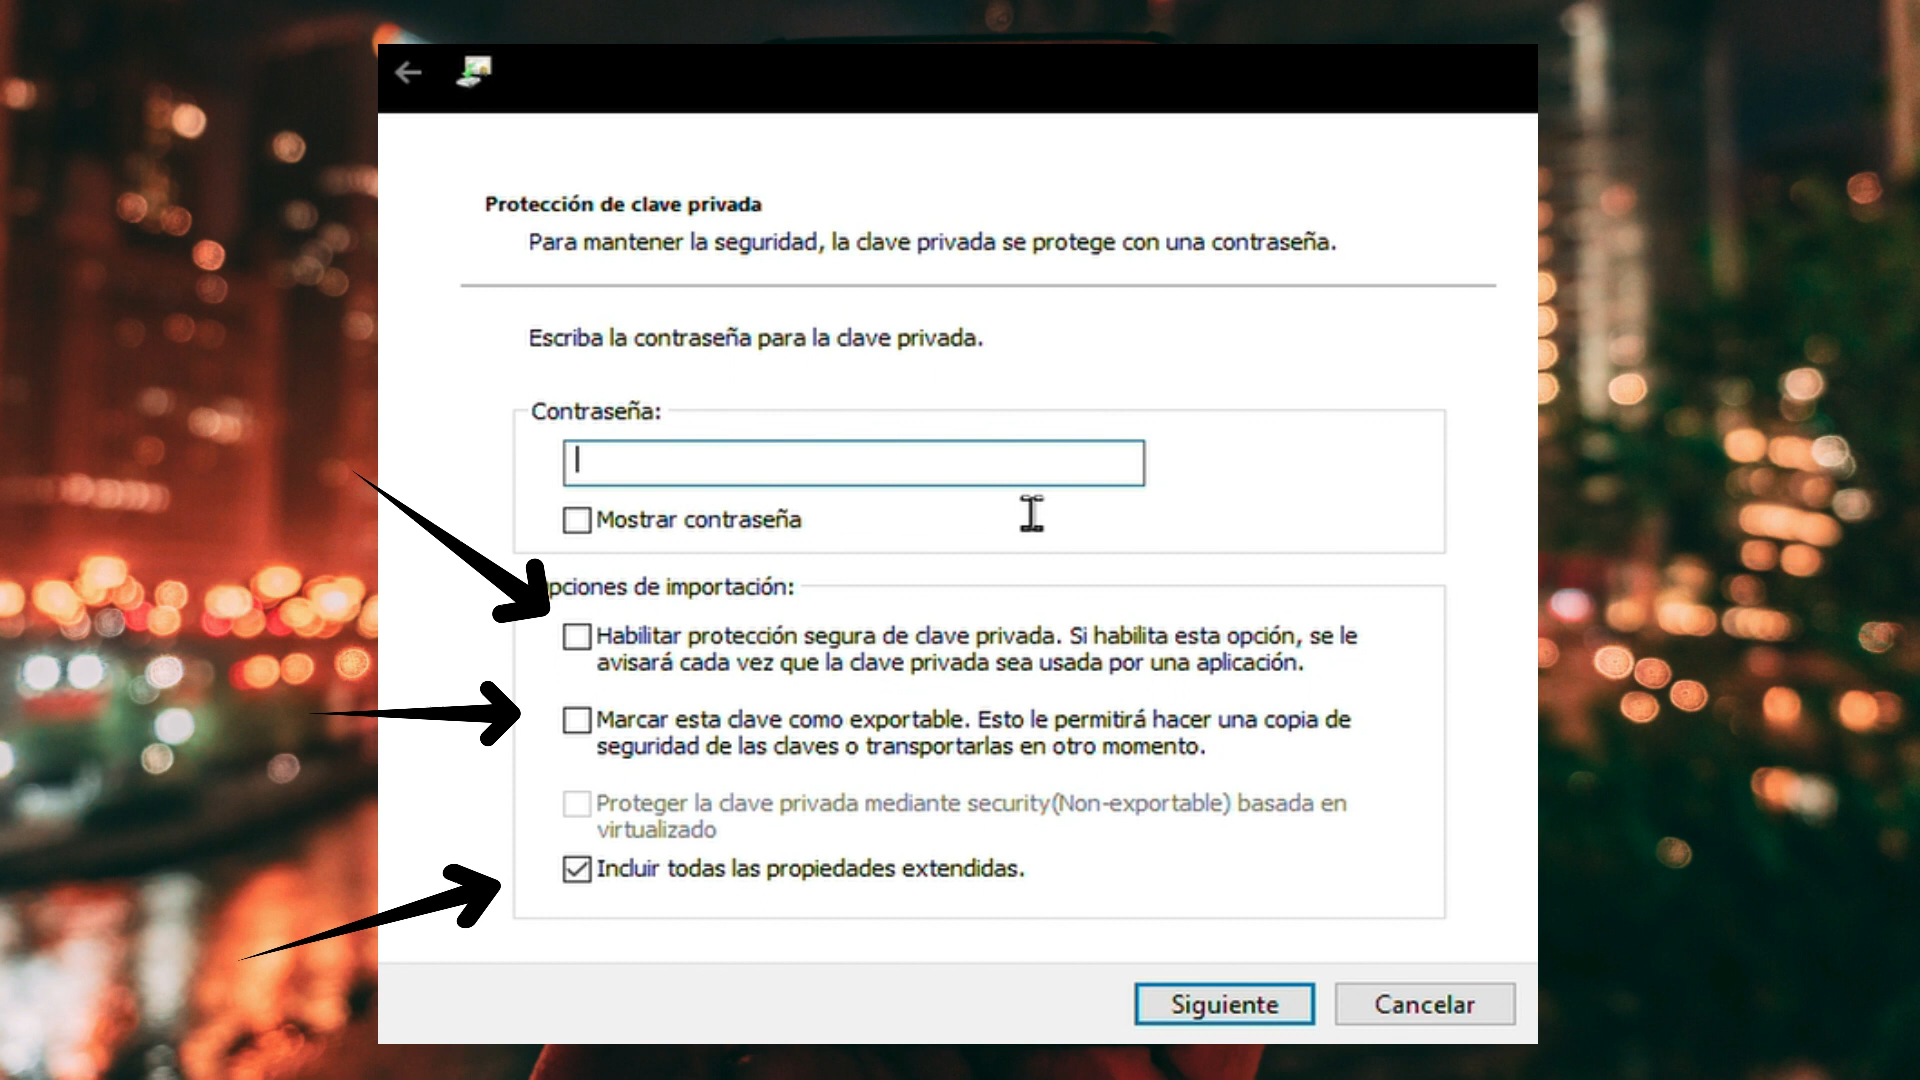 Protección de clave privada
Para mantener la seguridad, la clave privada se protege con una contraseña.
Escriba la contraseña para la clave privada.
Contraseña:
Mostrar contraseña
pciones de importación:
Habilitar protección segura de clave privada. Si habilita esta opción, se le
avisará cada vez que la clave privada sea usada por una aplicación.
Marcar esta clave como exportable. Esto le permitirá hacer una copia de
seguridad de las claves o transportarlas en otro momento.
Proteger la clave privada mediante security(Non-exportable) basada en
virtualizado
Incluir todas las propiedades extendidas.
Siguiente
Cancelar